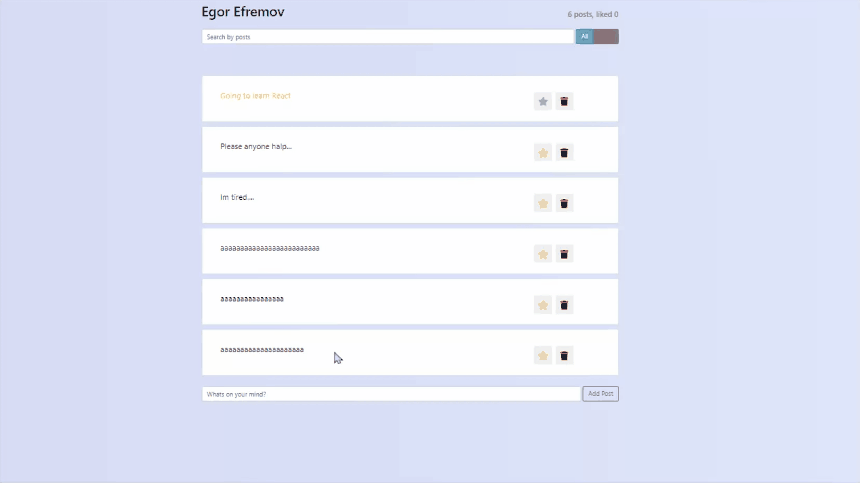 Egor Efremov
6 posts, liked 0
Search by posts
All
Going to learn React
Please anyone halp...
Im tired....
aaaaaaaaaaaaaaaaaaaaaaaaa
aaaaaaaaaaaaaaaa
aaaaaaaaaaaaaaaaaaaaa
Whats on your mind?
Add Post